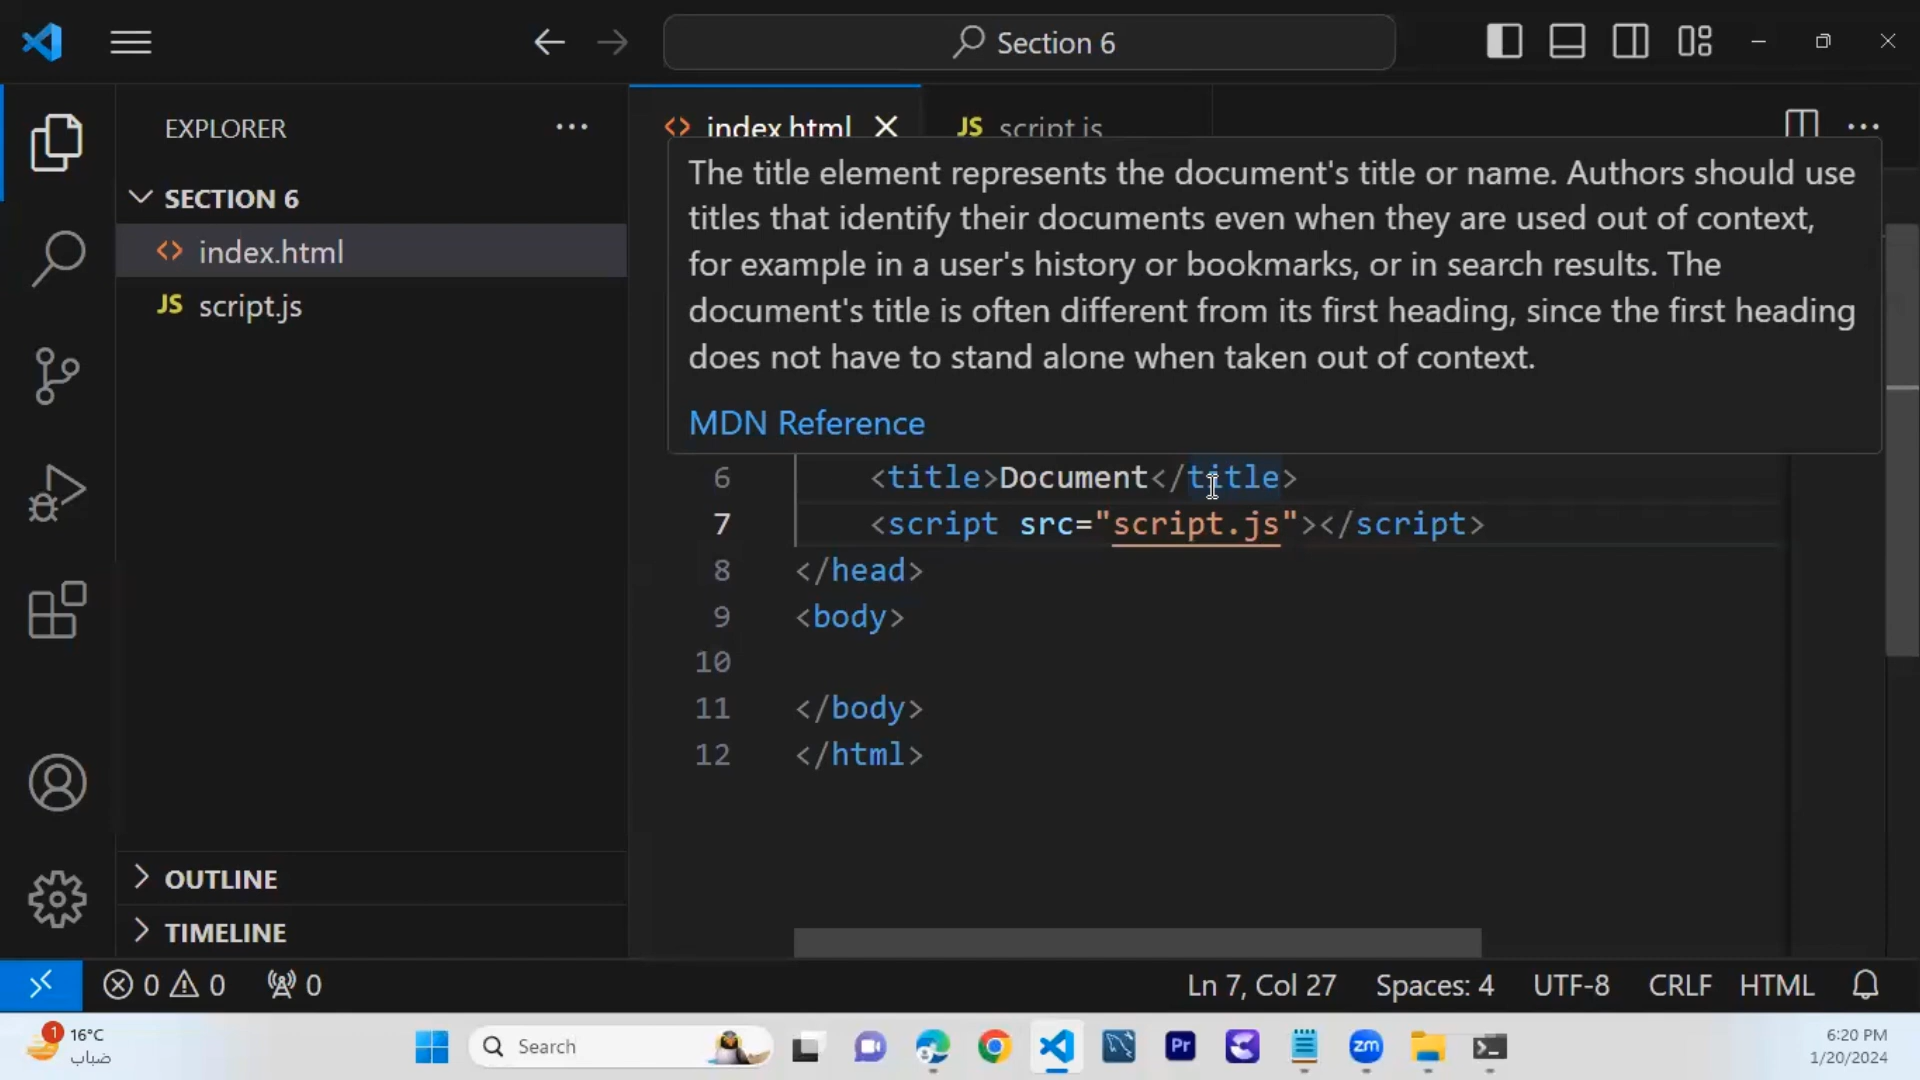 Section 6
EXPLORER
index.html
JS script.js
SECTION 6
index.html
JS script.js
The title element represents the document's title or name. Authors should use
titles that identify their documents even when they are used out of context,
for example in a user's history or bookmarks, or in search results. The
document's title is often different from its first heading, since the first heading
does not have to stand alone when taken out of context.
MDN Reference
6 <title>Document</title>
7 <script src="script.js"></script>
8 </head>
9 <body>
10
11 </body>
12 </html>
OUTLINE
TIMELINE
0 0 0
Ln 7, Col 27 Spaces: 4 UTF-8 CRLF HTML
1 16°C
ضباب
Search
Pr
zm
6:20 PM
1/20/2024